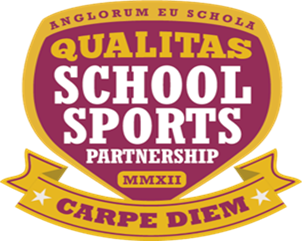 ANGLORUM EU SCHOLA
QUALITAS
SCHOOL
SPORTS
PARTNERSHIP
MMXII
CARPE DIEM